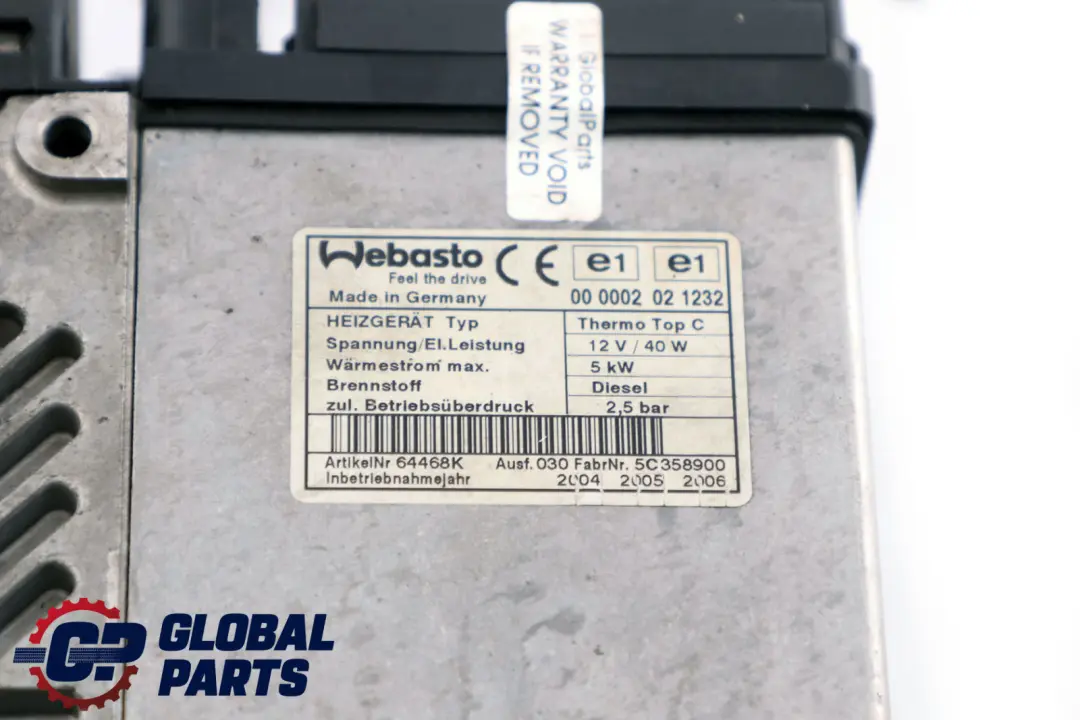 GlobalParts
WARRANTY VOID
IF REMOVED
Webasto CE e1 e1
Feel the drive
Made in Germany 00 0002 02 1232
HEIZGERÄT Typ Thermo Top C
Spannung/El.Leistung 12 V / 40 W
Wärmestrom max. 5 kW
Brennstoff Diesel
zul. Betriebsüberdruck 2,5 bar
ArtikelNr 64468K Ausf. 030 FabrNr. 5C358900
Inbetriebnahmejahr 2004 2005 2006
GP GLOBAL
PARTS